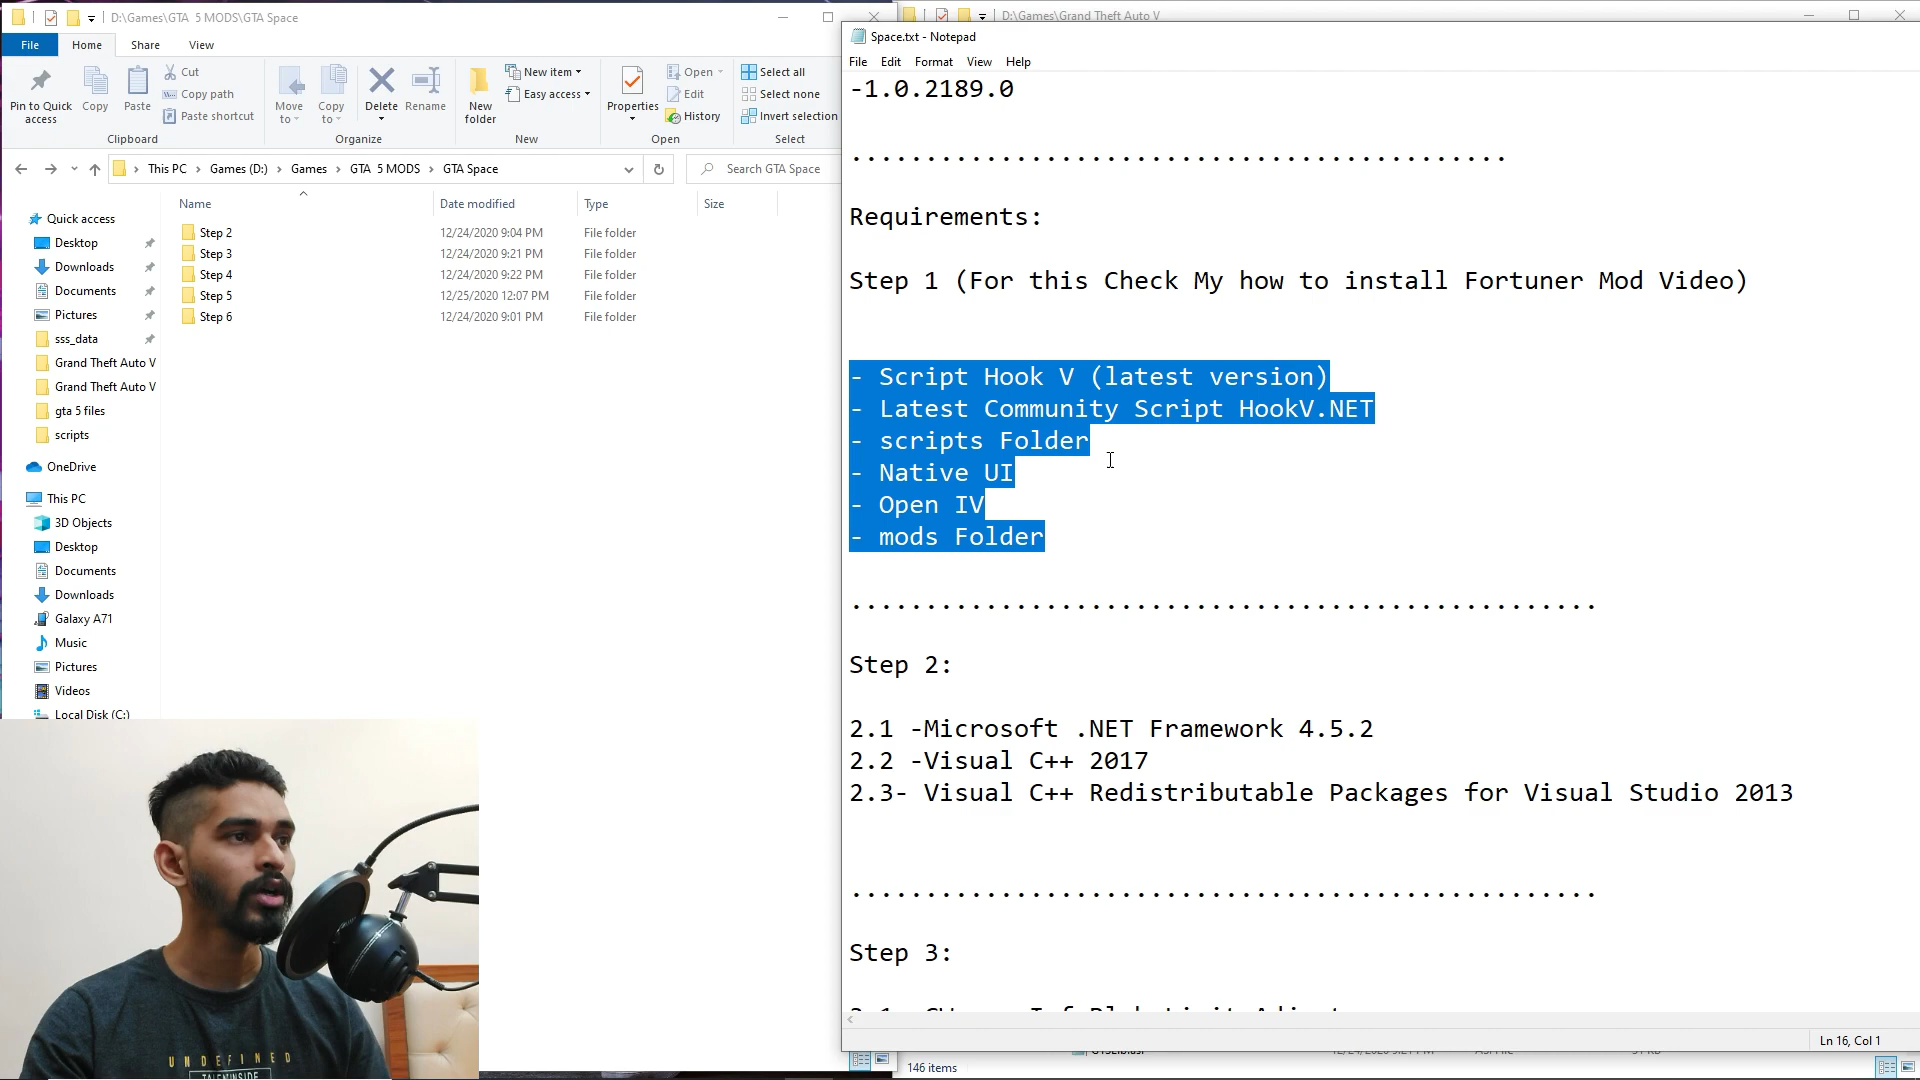 D:\Games\GTA 5 MODS\GTA Space
File Home Share View
Pin to Quick access
Copy
Paste
Cut
Copy path
Paste shortcut
Clipboard
Move to
Copy to
Delete
Rename
Organize
New folder
New item
Easy access
New
Properties
Open
Edit
History
Open
Select all
Select none
Invert selection
Select
This PC > Games (D:) > Games > GTA 5 MODS > GTA Space
Search GTA Space
Name Date modified Type Size
Step 2 12/24/2020 9:04 PM File folder
Step 3 12/24/2020 9:21 PM File folder
Step 4 12/24/2020 9:22 PM File folder
Step 5 12/25/2020 12:07 PM File folder
Step 6 12/24/2020 9:01 PM File folder
Quick access
Desktop
Downloads
Documents
Pictures
sss_data
Grand Theft Auto V
Grand Theft Auto V
gta 5 files
scripts
OneDrive
This PC
3D Objects
Desktop
Documents
Downloads
Galaxy A71
Music
Pictures
Videos
Local Disk (C:)
D:\Games\Grand Theft Auto V
Space.txt - Notepad
File Edit Format View Help
-1.0.2189.0
............................................
Requirements:
Step 1 (For this Check My how to install Fortuner Mod Video)
- Script Hook V (latest version)
- Latest Community Script HookV.NET
- scripts Folder
- Native UI
- Open IV
- mods Folder
..................................................
Step 2:
2.1 -Microsoft .NET Framework 4.5.2
2.2 -Visual C++ 2017
2.3- Visual C++ Redistributable Packages for Visual Studio 2013
..................................................
Step 3:
Ln 16, Col 1
146 items
UNDEFINED